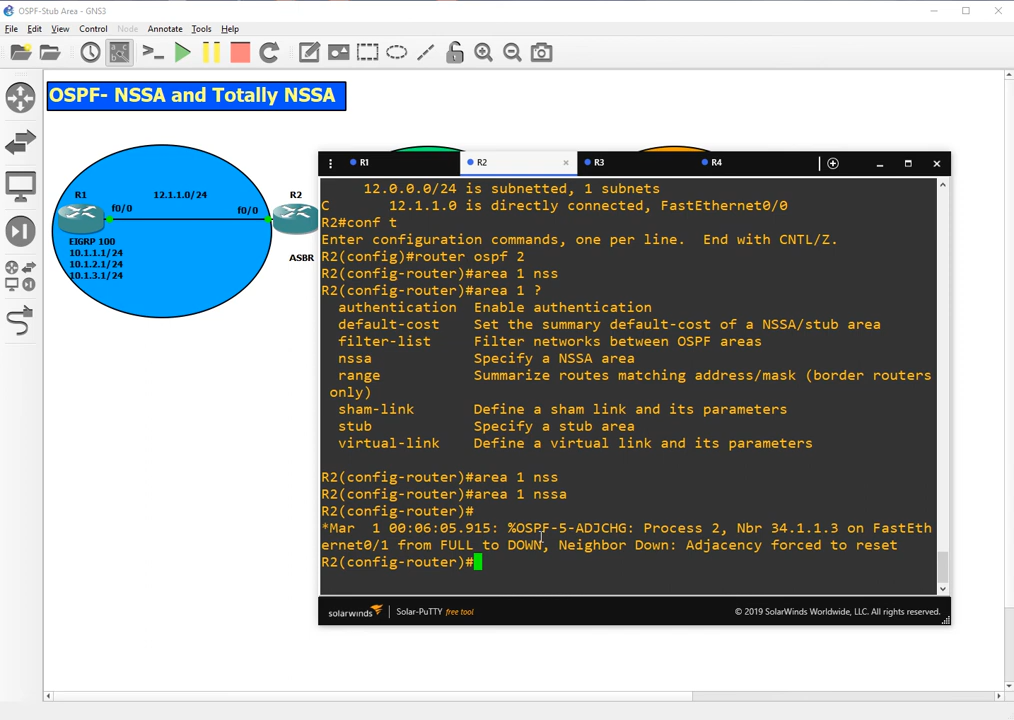 OSPF-Stub Area - GNS3
File Edit View Control Node Annotate Tools Help
OSPF- NSSA and Totally NSSA
R1
12.1.1.0/24
R2
f0/0
f0/0
EIGRP 100
10.1.1.1/24
10.1.2.1/24
10.1.3.1/24
ASBR
R1 R2 R3 R4
12.0.0.0/24 is subnetted, 1 subnets
C 12.1.1.0 is directly connected, FastEthernet0/0
R2#conf t
Enter configuration commands, one per line. End with CNTL/Z.
R2(config)#router ospf 2
R2(config-router)#area 1 nss
R2(config-router)#area 1 ?
authentication Enable authentication
default-cost Set the summary default-cost of a NSSA/stub area
filter-list Filter networks between OSPF areas
nssa Specify a NSSA area
range Summarize routes matching address/mask (border routers
only)
sham-link Define a sham link and its parameters
stub Specify a stub area
virtual-link Define a virtual link and its parameters
R2(config-router)#area 1 nss
R2(config-router)#area 1 nssa
R2(config-router)#
*Mar 1 00:06:05.915: %OSPF-5-ADJCHG: Process 2, Nbr 34.1.1.3 on FastEth
ernet0/1 from FULL to DOWN, Neighbor Down: Adjacency forced to reset
R2(config-router)#
solarwinds Solar-PuTTY free tool
© 2019 SolarWinds Worldwide, LLC. All rights reserved.